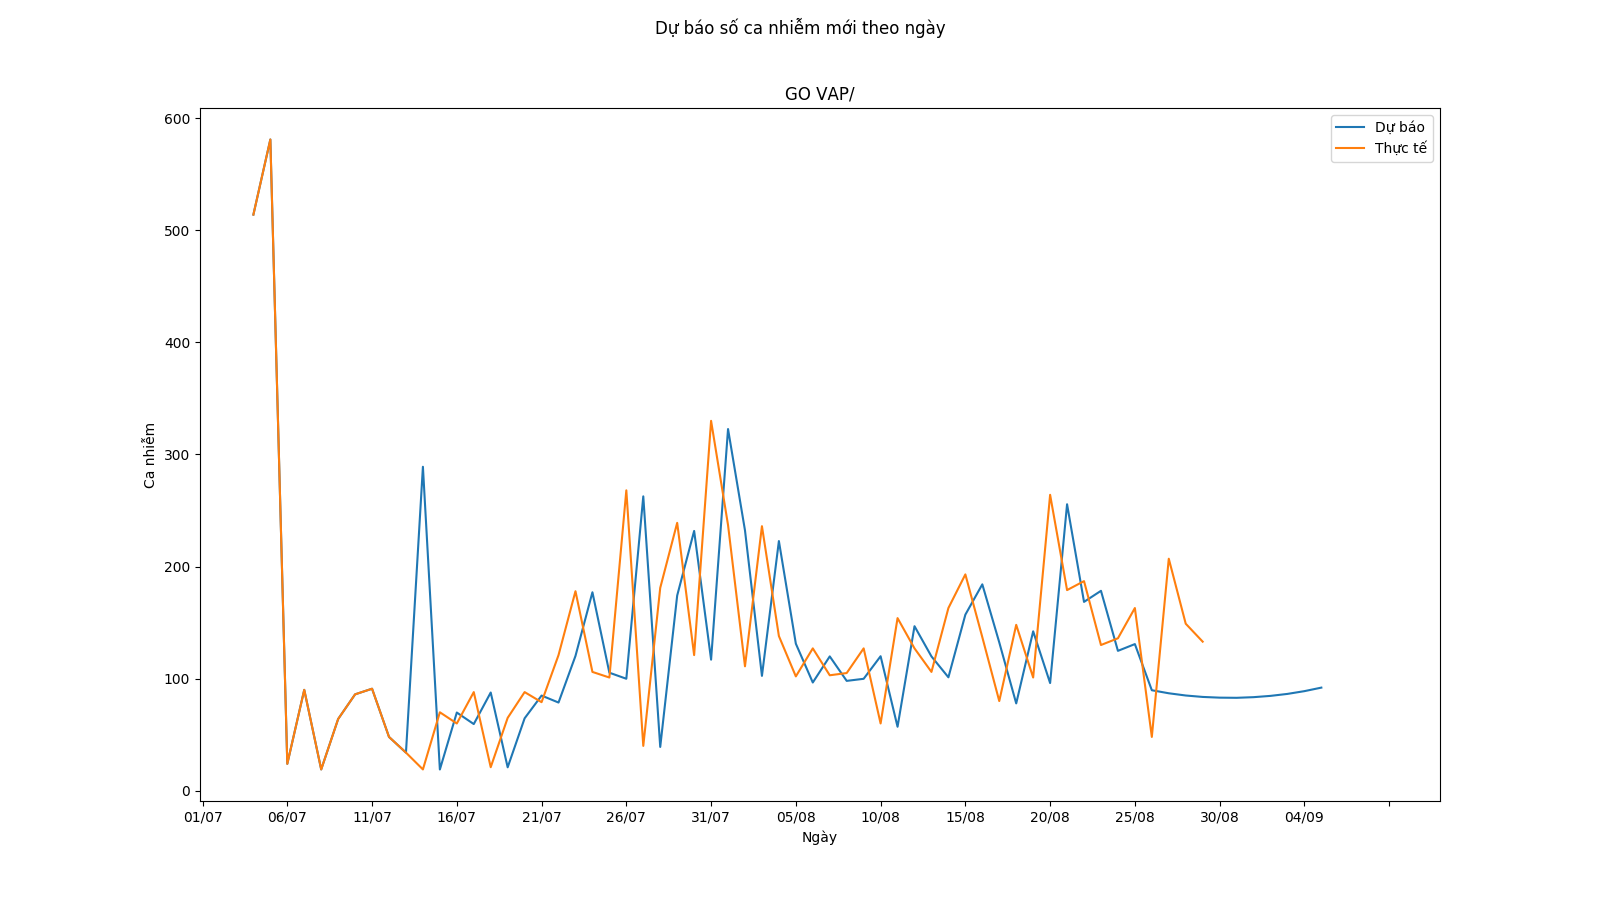 Dự báo số ca nhiễm mới theo ngày
GO VAP/
600
500
400
300
200
100
0
Ca nhiễm
Dự báo
Thực tế
01/07 06/07 11/07 16/07 21/07 26/07 31/07 05/08 10/08 15/08 20/08 25/08 30/08 04/09
Ngày